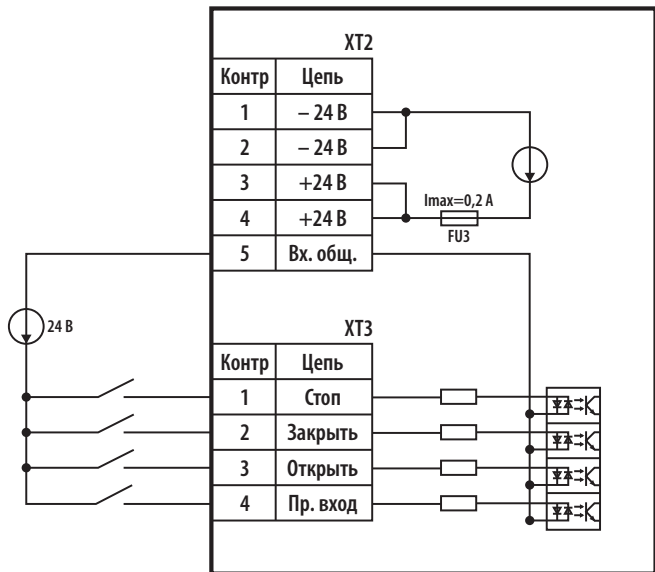 XT2
Контр Цепь
1 – 24 В
2 – 24 В
3 +24 В
4 +24 В
5 Вх. общ.
Imax=0,2 А
FU3
24 В
XT3
Контр Цепь
1 Стоп
2 Закрыть
3 Открыть
4 Пр. вход